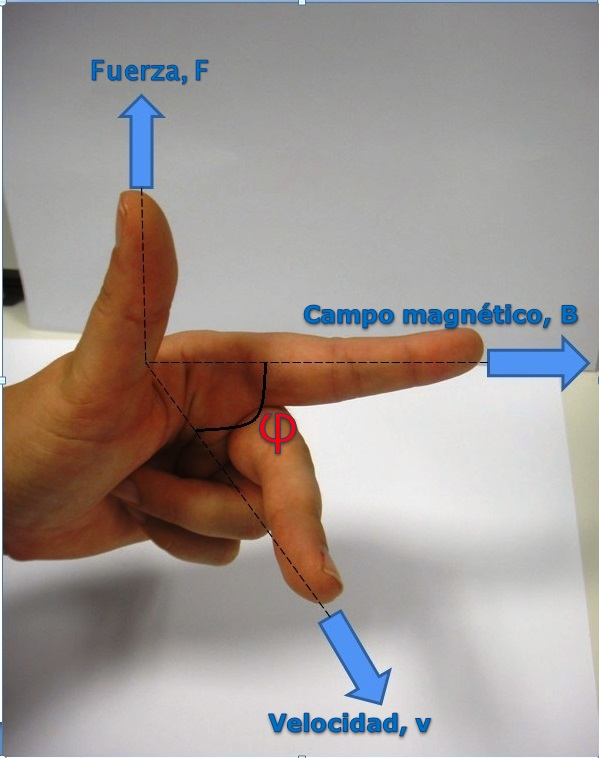 Fuerza, F
Campo magnético, B
φ
Velocidad, v